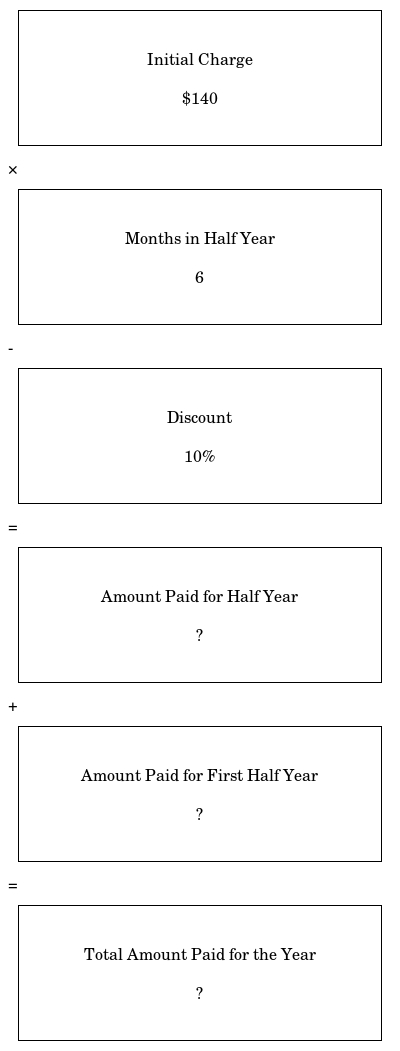 Initial Charge
$140
×
Months in Half Year
6
-
Discount
10%
=
Amount Paid for Half Year
?
+
Amount Paid for First Half Year
?
=
Total Amount Paid for the Year
?